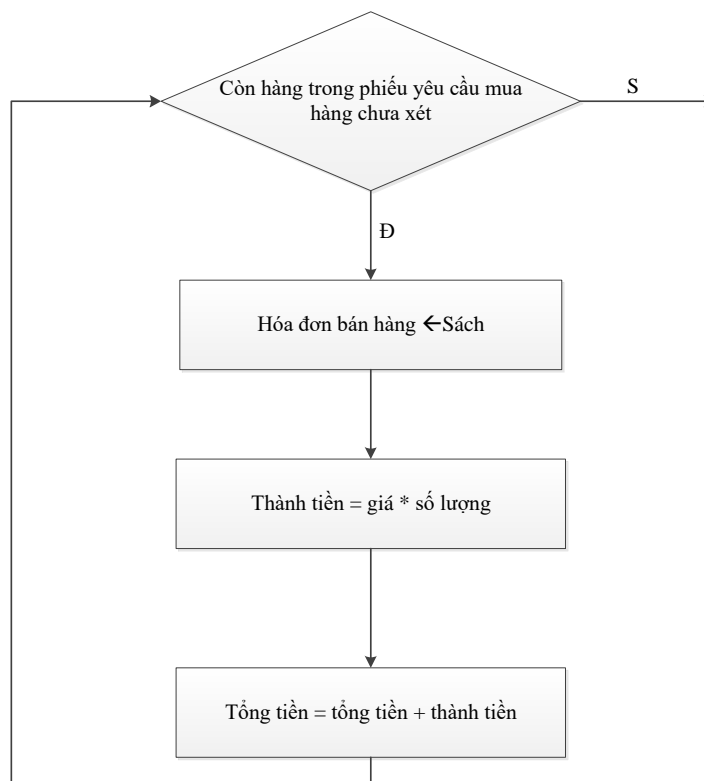 Còn hàng trong phiếu yêu cầu mua
hàng chưa xét
S
Đ
Hóa đơn bán hàng ←Sách
Thành tiền = giá * số lượng
Tổng tiền = tổng tiền + thành tiền